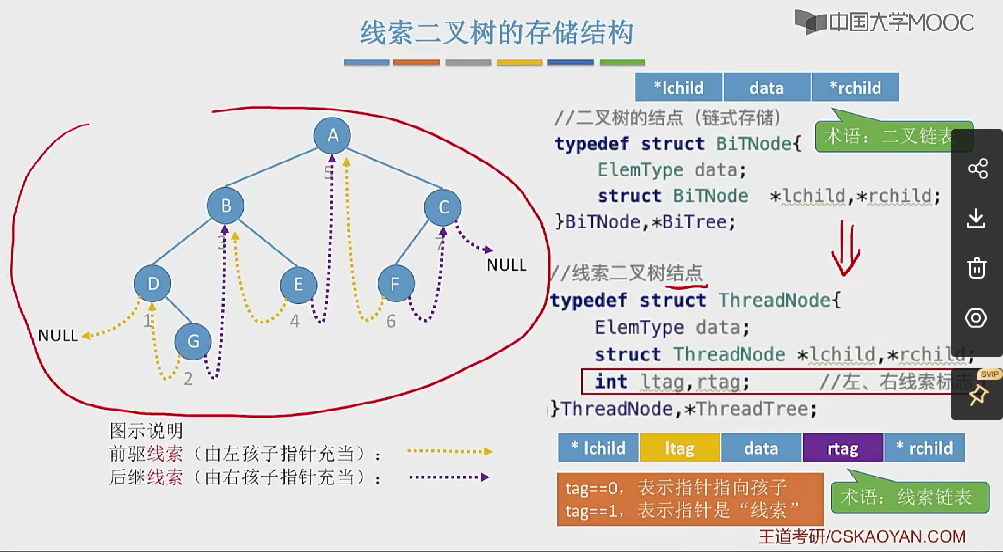 中国大学MOOC
线索二叉树的存储结构
*lchild data *rchild
//二叉树的结点（链式存储）
术语：二叉链表
typedef struct BiTNode{
ElemType data;
struct BiTNode *lchild,*rchild;
}BiTNode,*BiTree;
//线索二叉树结点
typedef struct ThreadNode{
ElemType data;
struct ThreadNode *lchild,*rchild;
int ltag,rtag; //左、右线索标志
}ThreadNode,*ThreadTree;
* lchild ltag data rtag * rchild
tag==0，表示指针指向孩子
tag==1，表示指针是“线索”
术语：线索链表
A
5
B
3
C
7
NULL
D
1
E
4
F
6
NULL
G
2
图示说明
前驱线索（由左孩子指针充当）：
后继线索（由右孩子指针充当）：
SVIP
王道考研/CSKAOYAN.COM